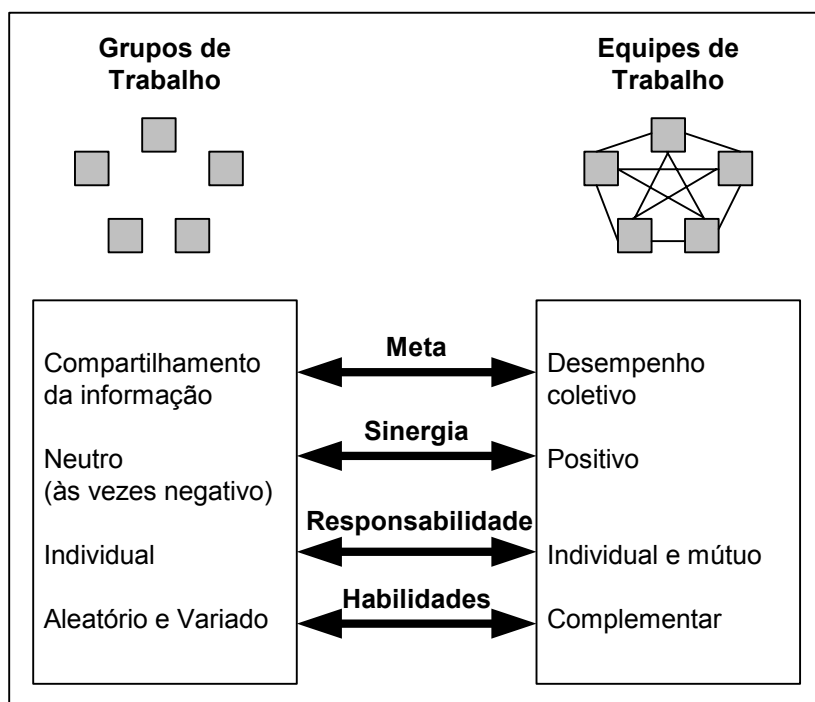 Grupos de
Trabalho
Equipes de
Trabalho
Compartilhamento
da informação
Meta
Desempenho
coletivo
Neutro
(às vezes negativo)
Sinergia
Positivo
Individual
Responsabilidade
Individual e mútuo
Aleatório e Variado
Habilidades
Complementar